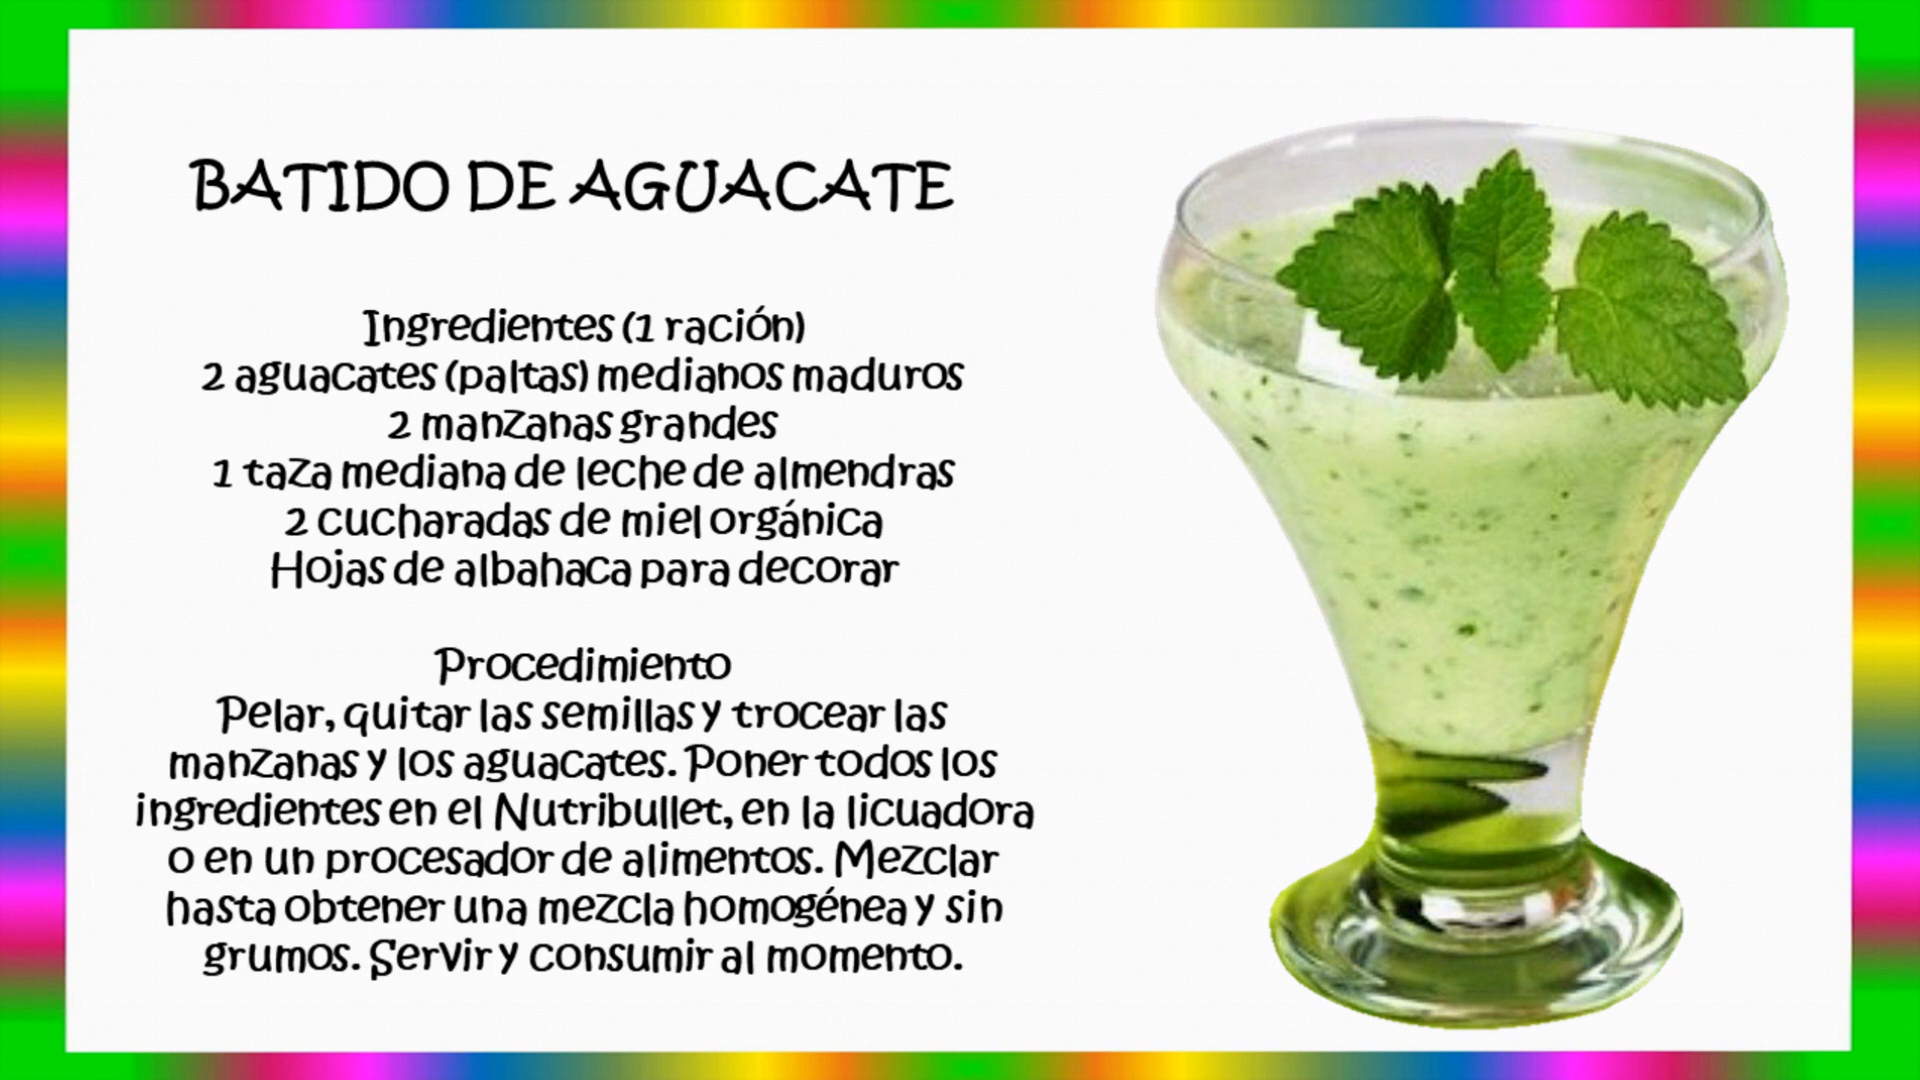 BATIDO DE AGUACATE
Ingredientes (1 ración)
2 aguacates (paltas) medianos maduros
2 manzanas grandes
1 taza mediana de leche de almendras
2 cucharadas de miel orgánica
Hojas de albahaca para decorar
Procedimiento
Pelar, quitar las semillas y trocear las
manzanas y los aguacates. Poner todos los
ingredientes en el Nutribullet, en la licuadora
o en un procesador de alimentos. Mezclar
hasta obtener una mezcla homogénea y sin
grumos. Servir y consumir al momento.